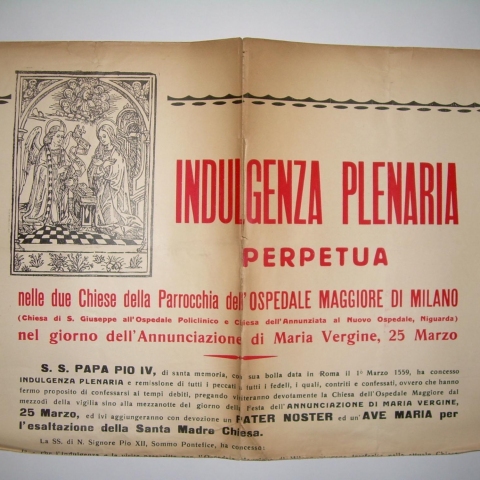 INDULGENZA PLENARIA
PERPETUA
nelle due Chiese della Parrocchia dell'OSPEDALE MAGGIORE DI MILANO
(Chiesa di S. Giuseppe all'Ospedale Policlinico e Chiesa dell'Annunziata al Nuovo Ospedale, Niguarda)
nel giorno dell'Annunciazione di Maria Vergine, 25 Marzo
S. S. PAPA PIO IV, di santa memoria, con sua bolla data in Roma il 1° Marzo 1559, ha concesso
INDULGENZA PLENARIA e remissione di tutti i peccati a tutti i fedeli, i quali, contriti e confessati, ovvero che hanno
fermo proposito di confessarsi ai tempi debiti, pregando visiteranno devotamente la Chiesa dell'Ospedale Maggiore dal
mezzodì della vigilia sino alla mezzanotte del giorno della Festa dell'ANNUNCIAZIONE DI MARIA VERGINE,
25 Marzo, ed ivi aggiungeranno con devozione un PATER NOSTER ed un'AVE MARIA per
l'esaltazione della Santa Madre Chiesa.
La SS. di N. Signore Pio XII, Sommo Pontefice, ha concesso: